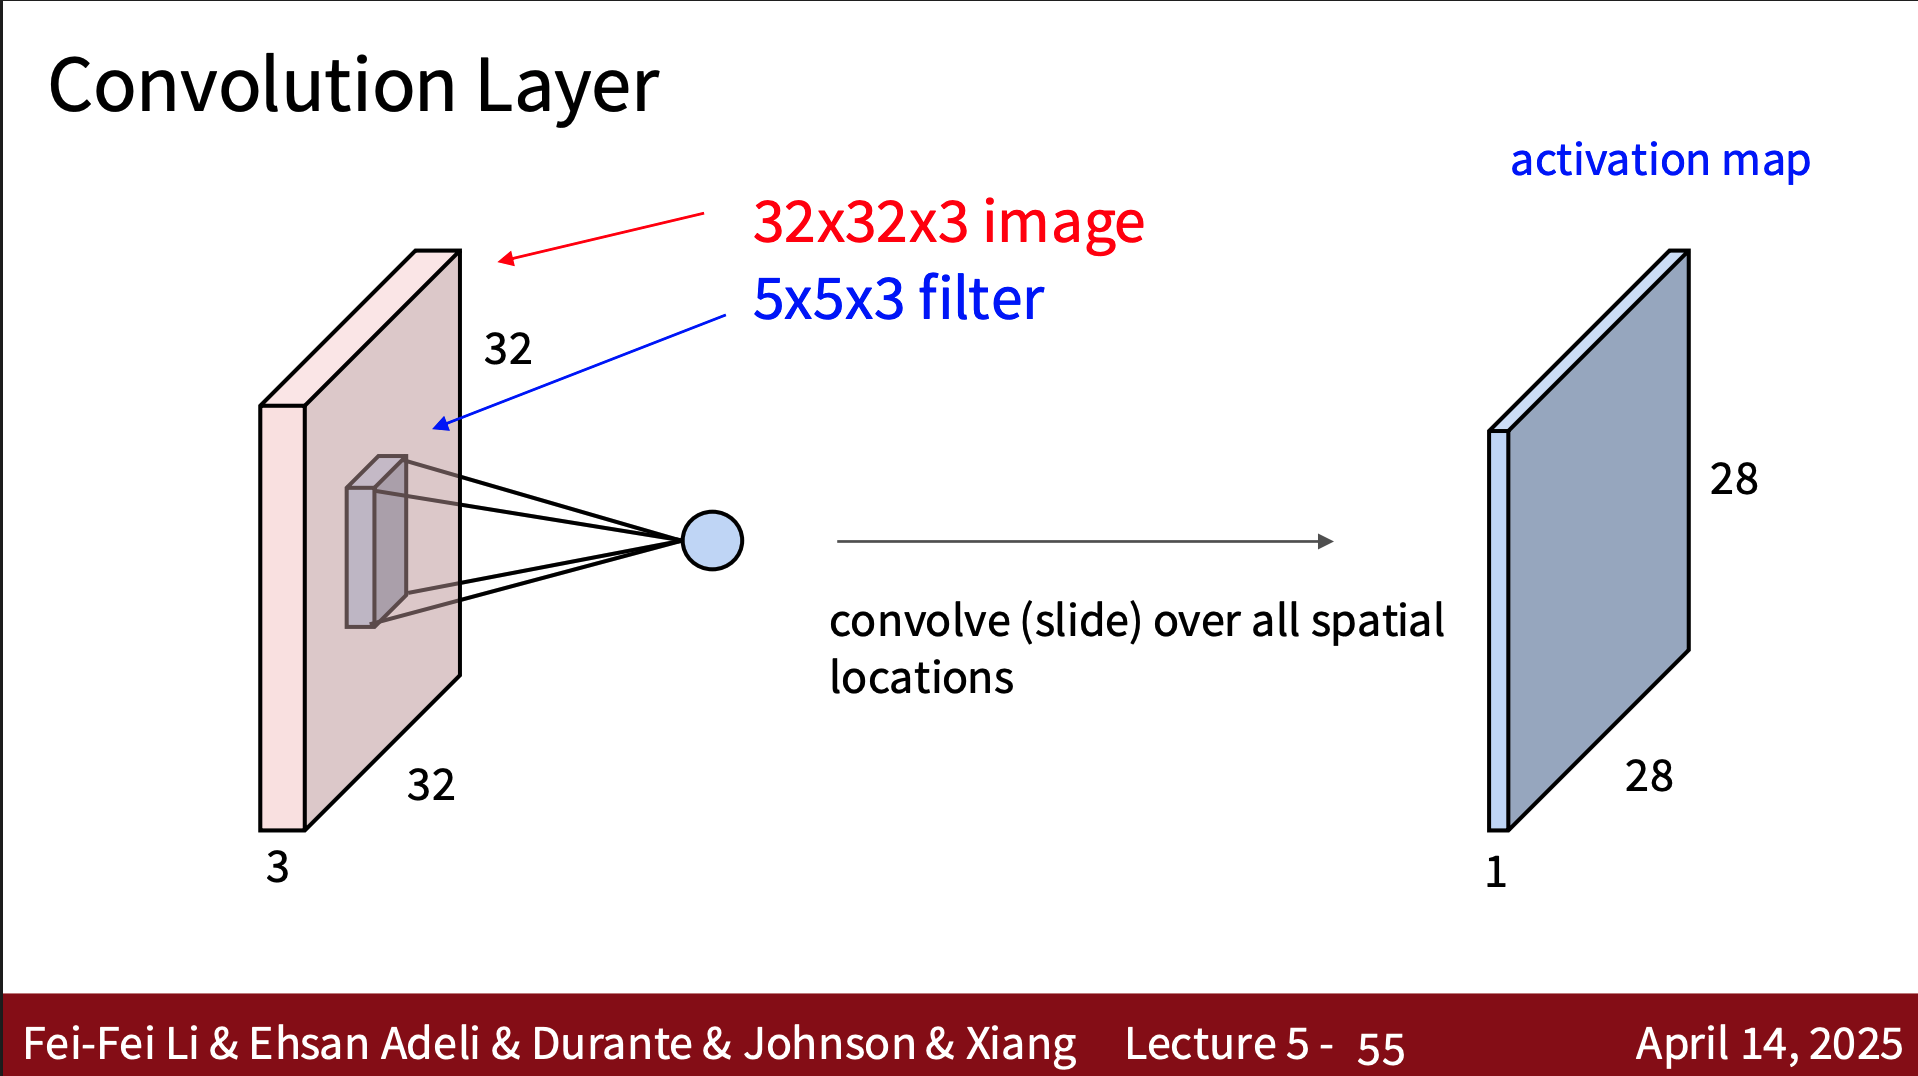 Convolution Layer
activation map
32x32x3 image
5x5x3 filter
32
28
convolve (slide) over all spatial
locations
32
28
3
1
Fei-Fei Li & Ehsan Adeli & Durante & Johnson & Xiang Lecture 5 - 55 April 14, 2025